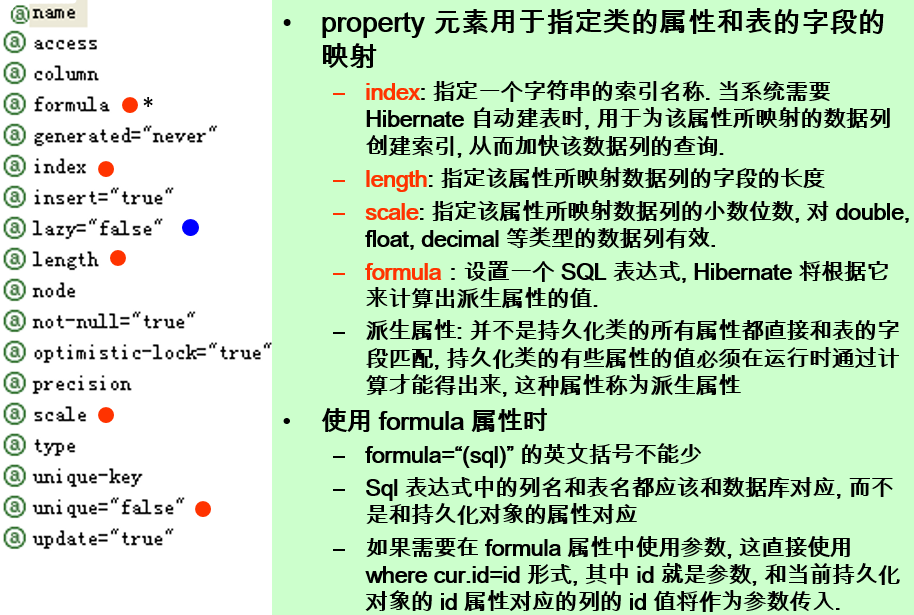 name
access
column
formula *
generated="never"
index
insert="true"
lazy="false"
length
node
not-null="true"
optimistic-lock="true"
precision
scale
type
unique-key
unique="false"
update="true"
• property 元素用于指定类的属性和表的字段的
映射
– index: 指定一个字符串的索引名称. 当系统需要
Hibernate 自动建表时, 用于为该属性所映射的数据列
创建索引, 从而加快该数据列的查询.
– length: 指定该属性所映射数据列的字段的长度
– scale: 指定该属性所映射数据列的小数位数, 对 double,
float, decimal 等类型的数据列有效.
– formula：设置一个 SQL 表达式, Hibernate 将根据它
来计算出派生属性的值.
– 派生属性: 并不是持久化类的所有属性都直接和表的字
段匹配, 持久化类的有些属性的值必须在运行时通过计
算才能得出来, 这种属性称为派生属性
• 使用 formula 属性时
– formula=“(sql)” 的英文括号不能少
– Sql 表达式中的列名和表名都应该和数据库对应, 而不
是和持久化对象的属性对应
– 如果需要在 formula 属性中使用参数, 这直接使用
where cur.id=id 形式, 其中 id 就是参数, 和当前持久化
对象的 id 属性对应的列的 id 值将作为参数传入.